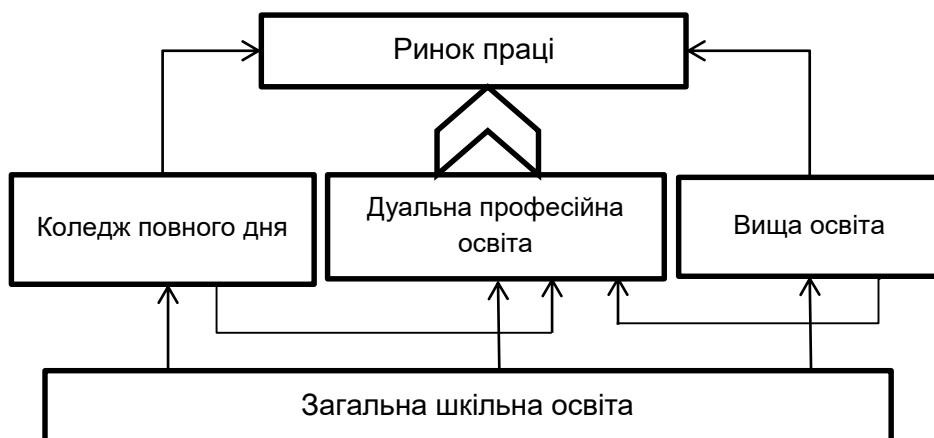 Ринок праці
Коледж повного дня
Дуальна професійна
освіта
Вища освіта
Загальна шкільна освіта